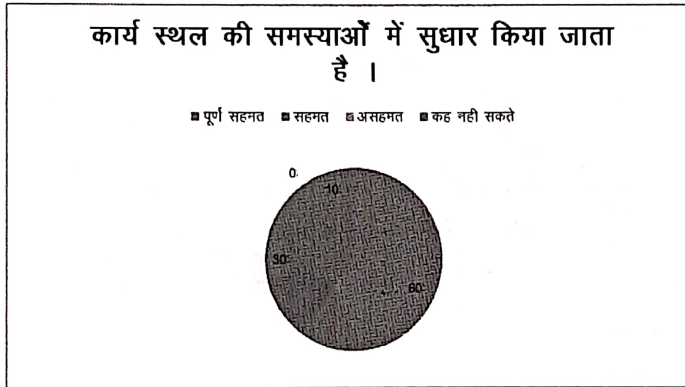 कार्य स्थल की समस्याओं में सुधार किया जाता
है ।
पूर्ण सहमत सहमत असहमत कह नही सकते
0
10
30
60